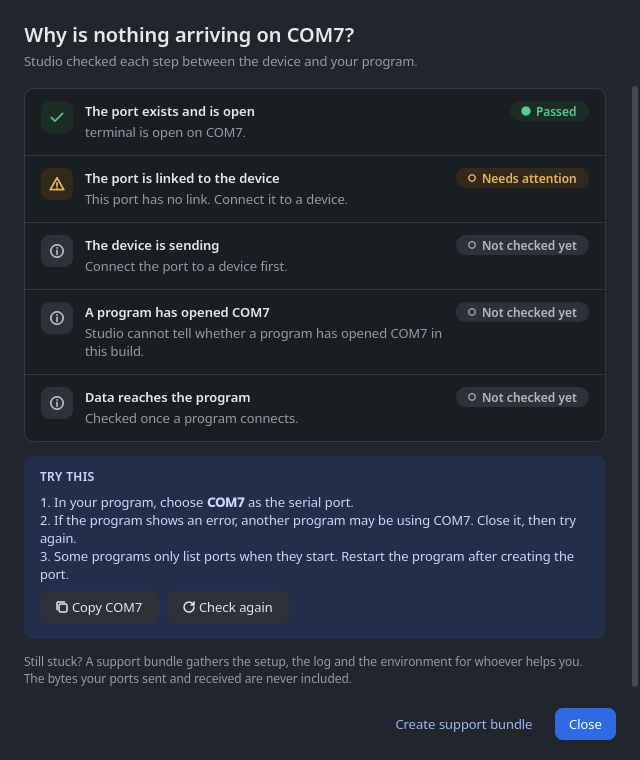 Why is nothing arriving on COM7?
Studio checked each step between the device and your program.
The port exists and is open
Passed
terminal is open on COM7.
The port is linked to the device
Needs attention
This port has no link. Connect it to a device.
The device is sending
Not checked yet
Connect the port to a device first.
A program has opened COM7
Not checked yet
Studio cannot tell whether a program has opened COM7 in
this build.
Data reaches the program
Not checked yet
Checked once a program connects.
TRY THIS
1. In your program, choose COM7 as the serial port.
2. If the program shows an error, another program may be using COM7. Close it, then try
again.
3. Some programs only list ports when they start. Restart the program after creating the
port.
Copy COM7
Check again
Still stuck? A support bundle gathers the setup, the log and the environment for whoever helps you.
The bytes your ports sent and received are never included.
Create support bundle
Close